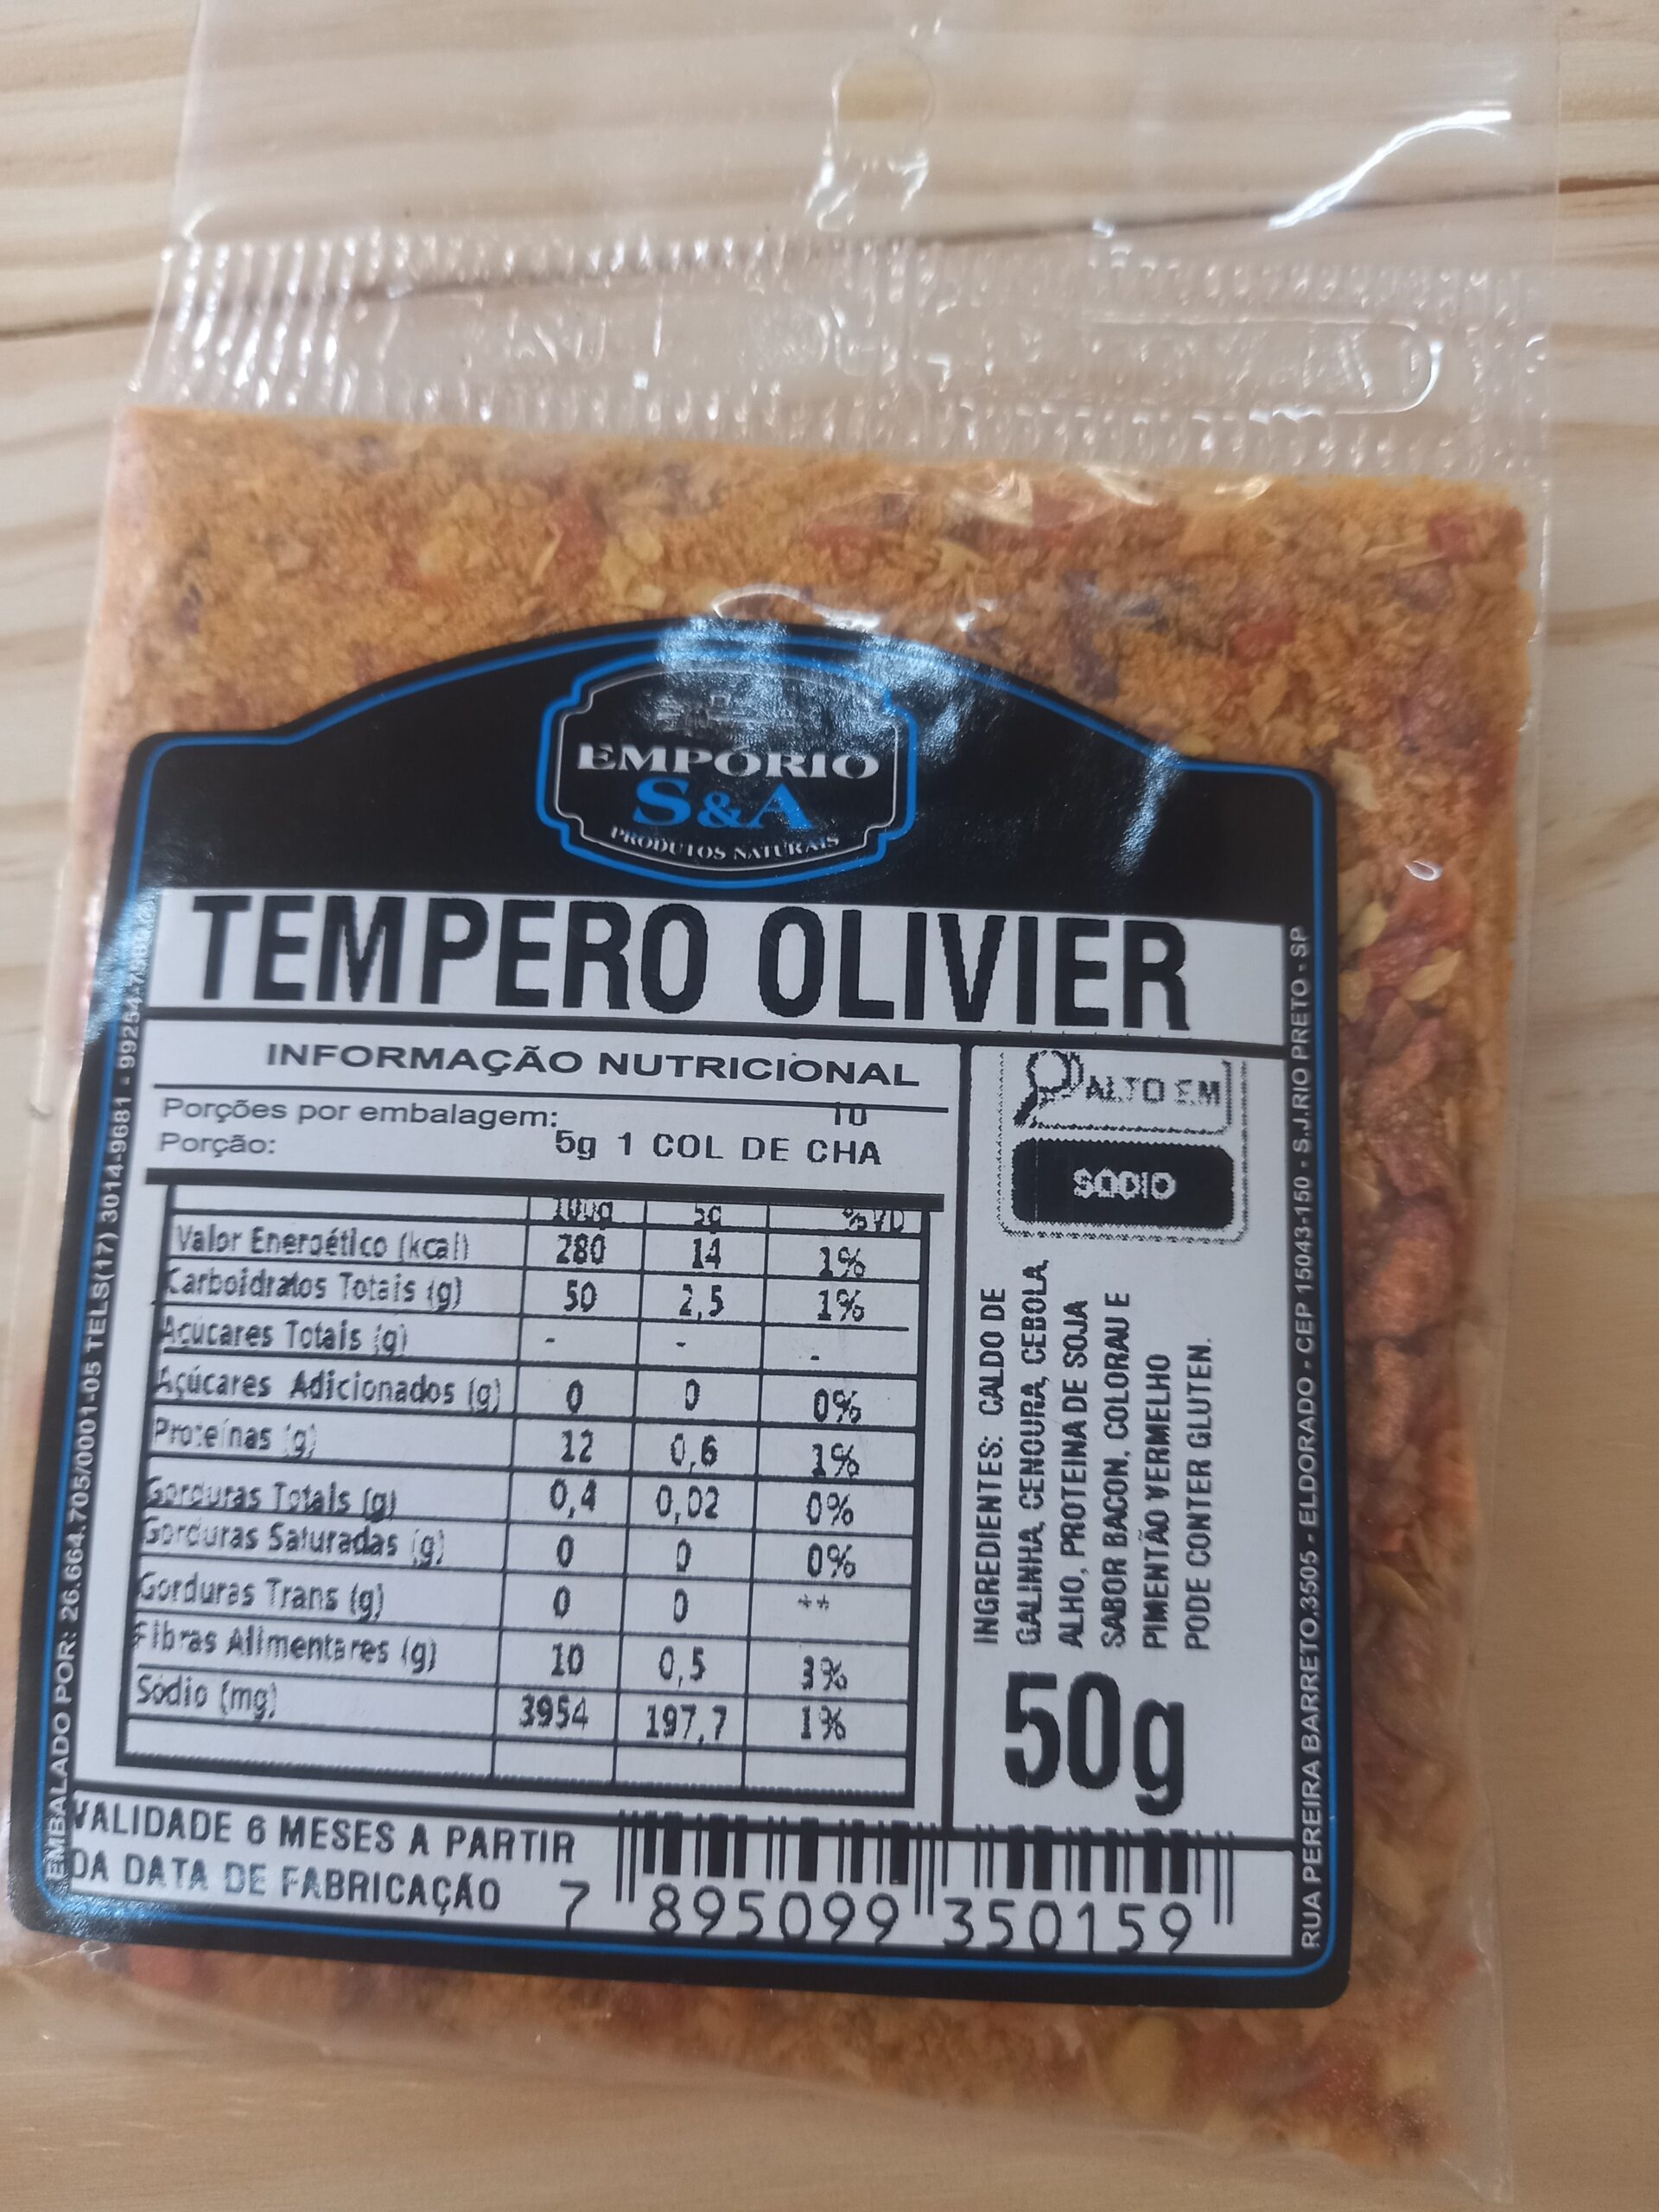 EMPÓRIO
S&A
PRODUTOS NATURAIS
TEMPERO OLIVIER
INFORMAÇÃO NUTRICIONAL
Porções por embalagem: 10
Porção: 5g 1 COL DE CHA
100g 5g %VD
Valor Energético (kcal) 280 14 1%
Carboidratos Totais (g) 50 2,5 1%
Açúcares Totais (g) - - -
Açúcares Adicionados (g) 0 0 0%
Proteínas (g) 12 0,6 1%
Gorduras Totais (g) 0,4 0,02 0%
Gorduras Saturadas (g) 0 0 0%
Gorduras Trans (g) 0 0 **
Fibras Alimentares (g) 10 0,5 3%
Sódio (mg) 3954 197,7 1%
ALTO EM
SÓDIO
INGREDIENTES: CALDO DE
GALINHA, CENOURA, CEBOLA,
ALHO, PROTEINA DE SOJA
SABOR BACON, COLORAU E
PIMENTÃO VERMELHO
PODE CONTER GLUTEN.
50g
VALIDADE 6 MESES A PARTIR
DA DATA DE FABRICAÇÃO
7 895099 350159
EMBALADO POR: 26.664.705/0001-05 TELS(17) 3014-9681 -
RUA PEREIRA BARRETO,3505 - ELDORADO - CEP 15043-150 - S.J.RIO PRETO - SP